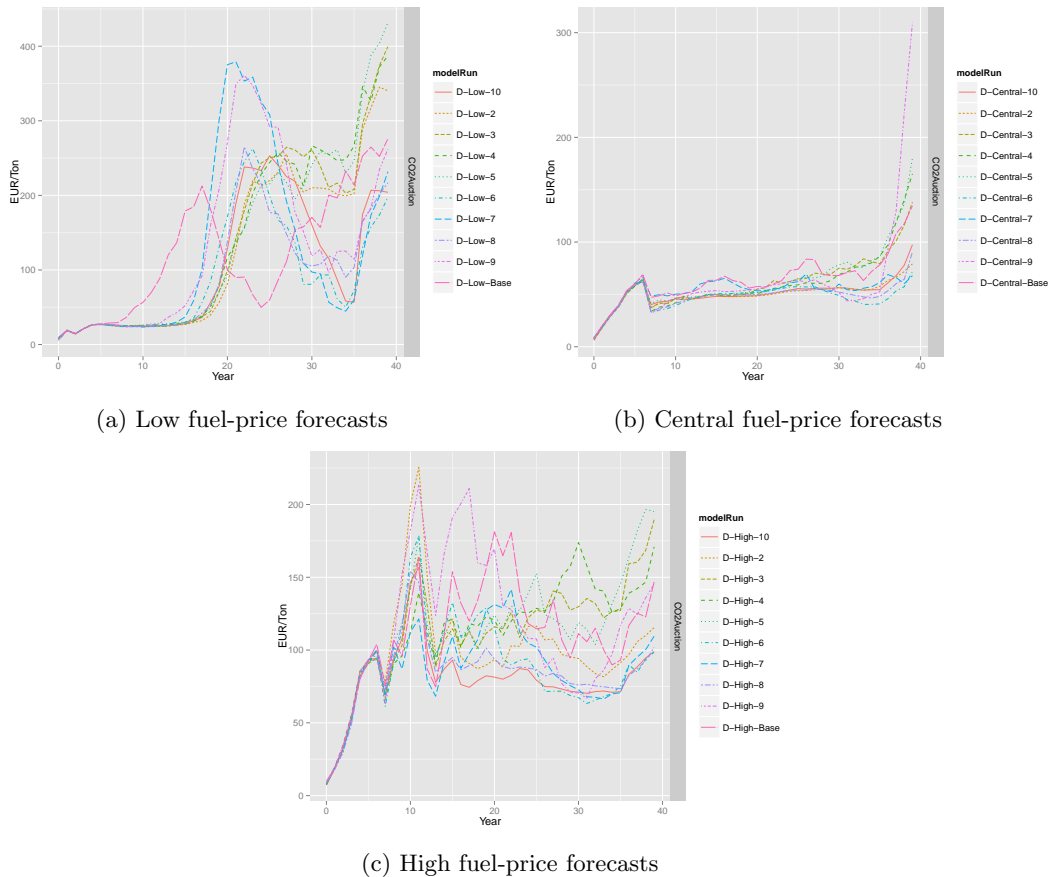 400
300
200
100
0
EUR/Ton
0
10
20
30
40
Year
CO2Auction
modelRun
D−Low−10
D−Low−2
D−Low−3
D−Low−4
D−Low−5
D−Low−6
D−Low−7
D−Low−8
D−Low−9
D−Low−Base
(a) Low fuel-price forecasts
300
200
100
0
EUR/Ton
0
10
20
30
40
Year
CO2Auction
modelRun
D−Central−10
D−Central−2
D−Central−3
D−Central−4
D−Central−5
D−Central−6
D−Central−7
D−Central−8
D−Central−9
D−Central−Base
(b) Central fuel-price forecasts
200
150
100
50
0
EUR/Ton
0
10
20
30
40
Year
CO2Auction
modelRun
D−High−10
D−High−2
D−High−3
D−High−4
D−High−5
D−High−6
D−High−7
D−High−8
D−High−9
D−High−Base
(c) High fuel-price forecasts